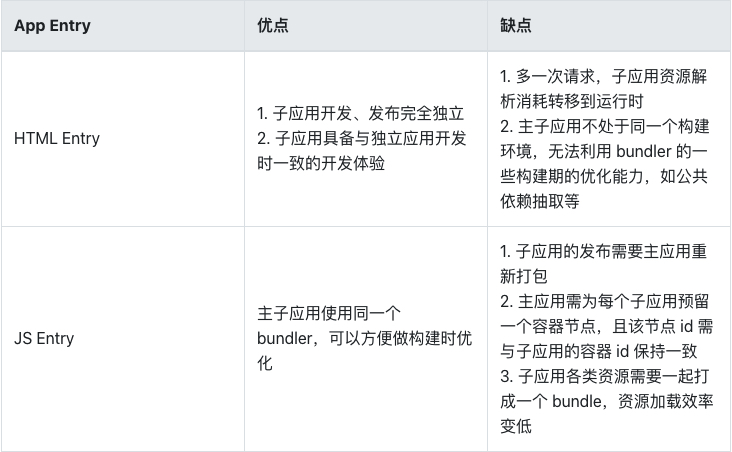 App Entry
优点
缺点
HTML Entry
1. 子应用开发、发布完全独立
2. 子应用具备与独立应用开发
时一致的开发体验
1. 多一次请求，子应用资源解
析消耗转移到运行时
2. 主子应用不处于同一个构建
环境，无法利用 bundler 的一
些构建期的优化能力，如公共
依赖抽取等
JS Entry
主子应用使用同一个
bundler，可以方便做构建时优
化
1. 子应用的发布需要主应用重
新打包
2. 主应用需为每个子应用预留
一个容器节点，且该节点 id 需
与子应用的容器 id 保持一致
3. 子应用各类资源需要一起打
成一个 bundle，资源加载效率
变低